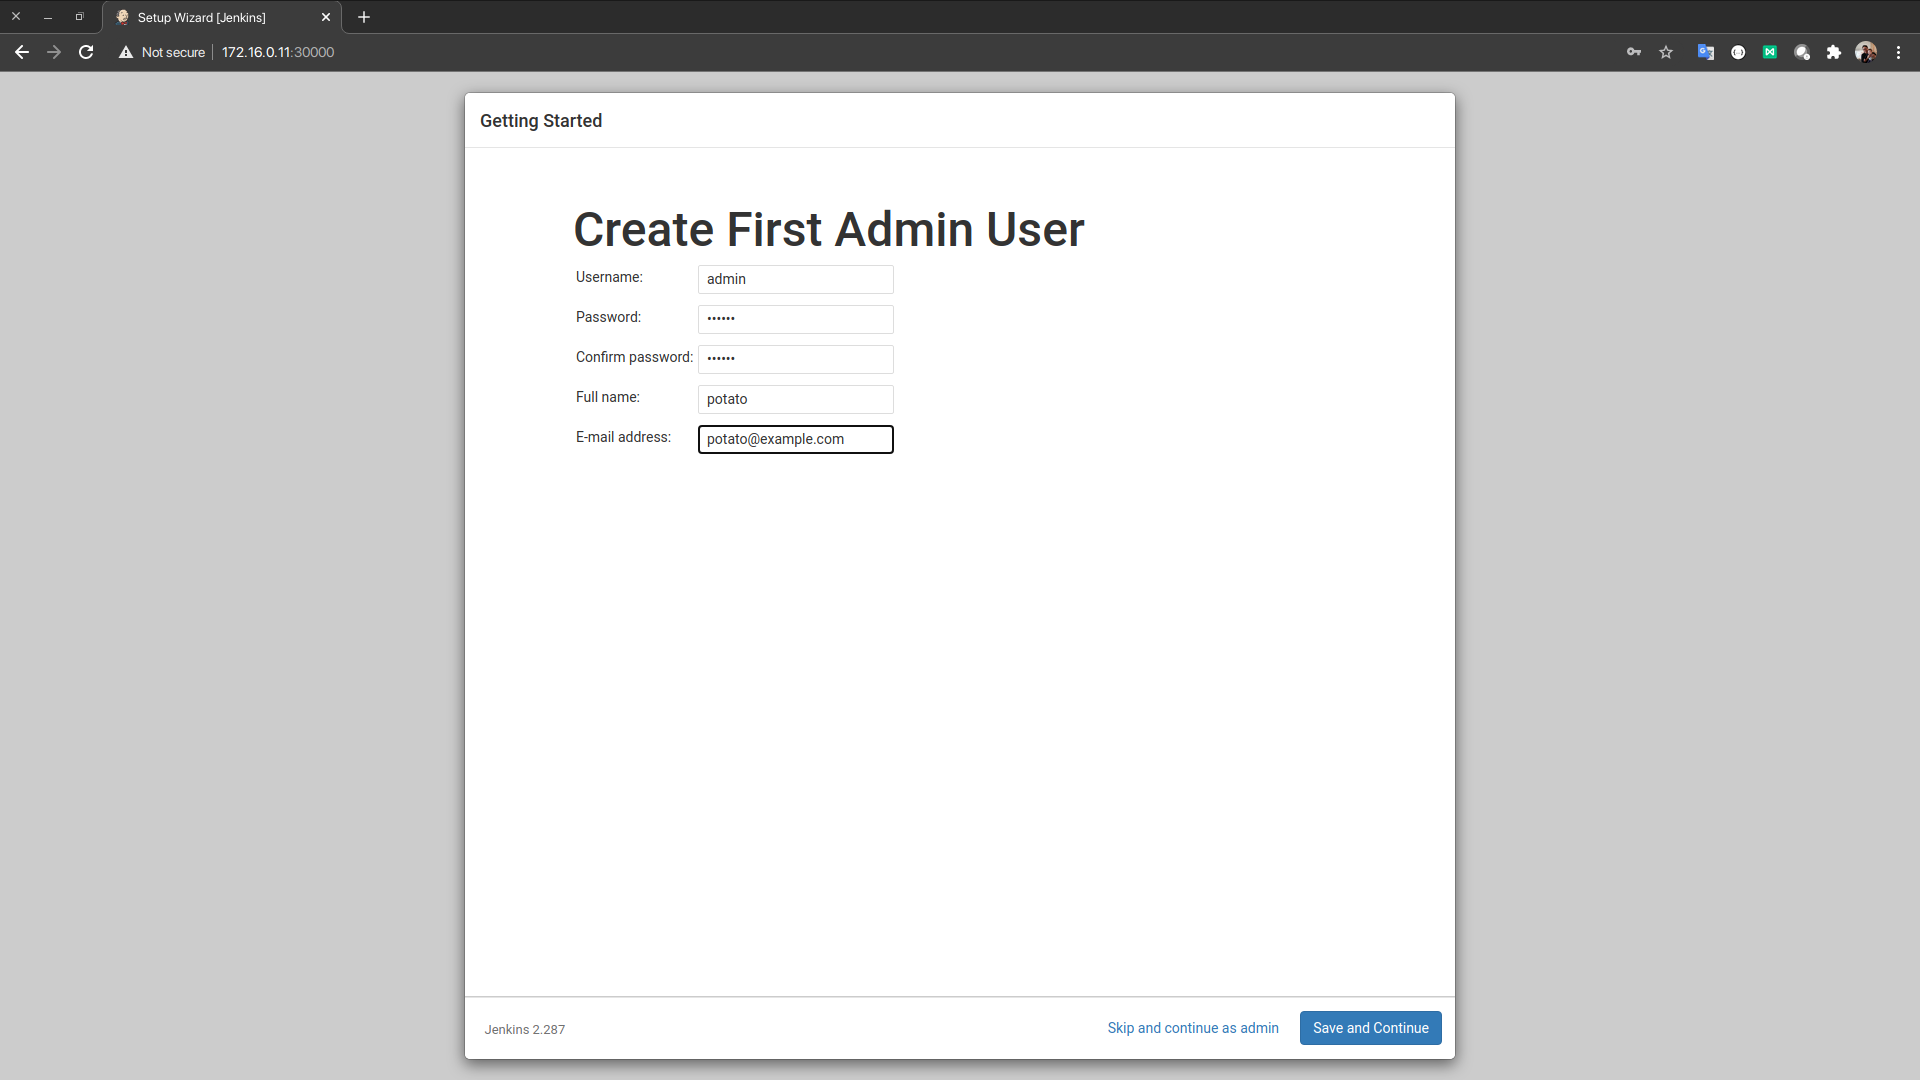 Setup Wizard [Jenkins]
Not secure 172.16.0.11:30000
Getting Started
Create First Admin User
Username: admin
Password: ••••••
Confirm password: ••••••
Full name: potato
E-mail address: potato@example.com
Jenkins 2.287 Skip and continue as admin Save and Continue